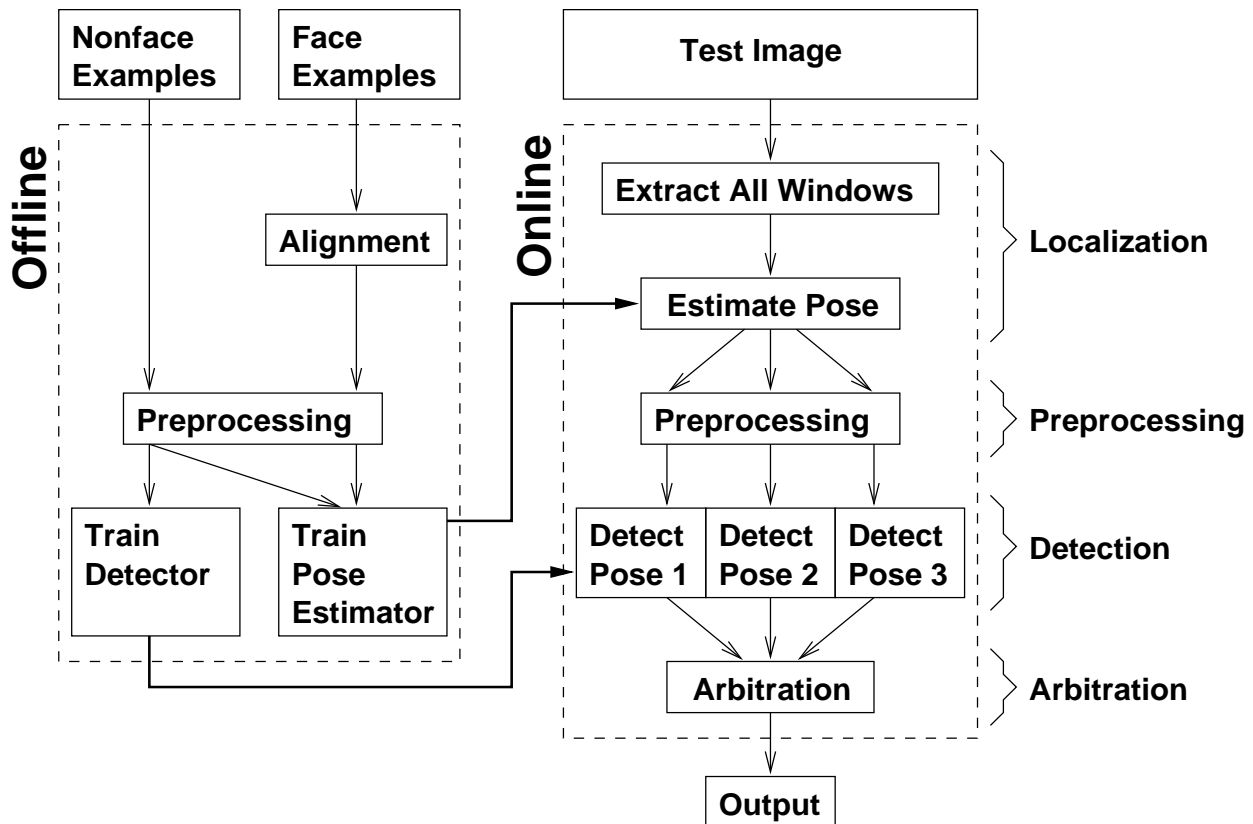 Nonface
Examples
Face
Examples
Test Image
Offline
Online
Extract All Windows
Alignment
Localization
Estimate Pose
Preprocessing
Preprocessing
Preprocessing
Train
Detector
Train
Pose
Estimator
Detect
Pose 1
Detect
Pose 2
Detect
Pose 3
Detection
Arbitration
Arbitration
Output